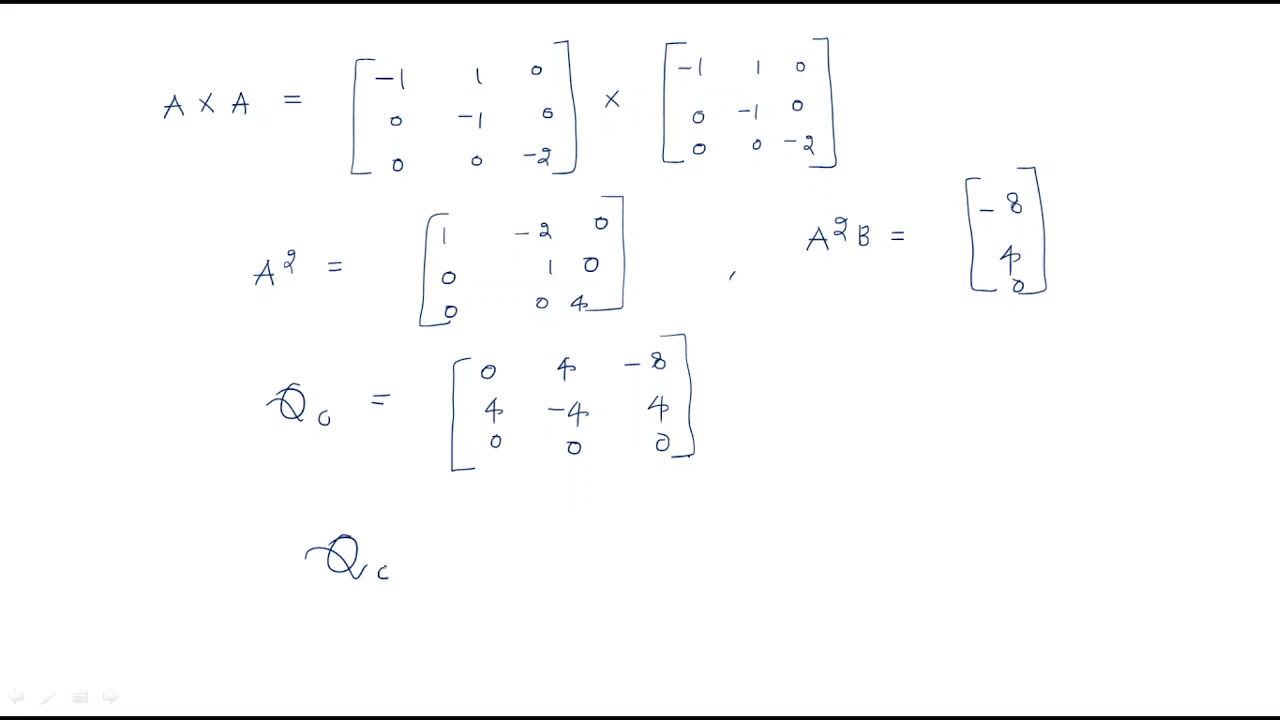 A X A = [ -1 1 0 ] × [ -1 1 0 ]
0 -1 0 0 -1 0
0 0 -2 0 0 -2
A² = [ 1 -2 0 ] , A²B = [ -8 ]
0 1 0 4
0 0 4 0
Qc = [ 0 4 -8 ]
4 -4 4
0 0 0
Qc